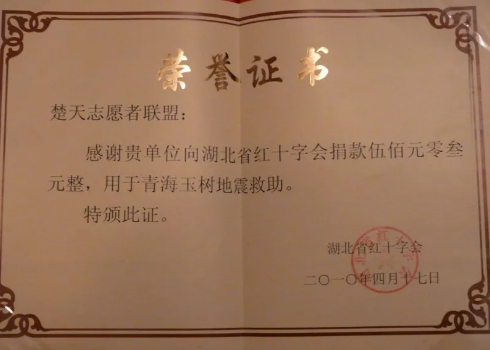 荣誉证书
楚天志愿者联盟：
感谢贵单位向湖北省红十字会捐款伍佰元零叁
元整，用于青海玉树地震救助。
特颁此证。
湖北省红十字会
二〇一〇年四月十七日